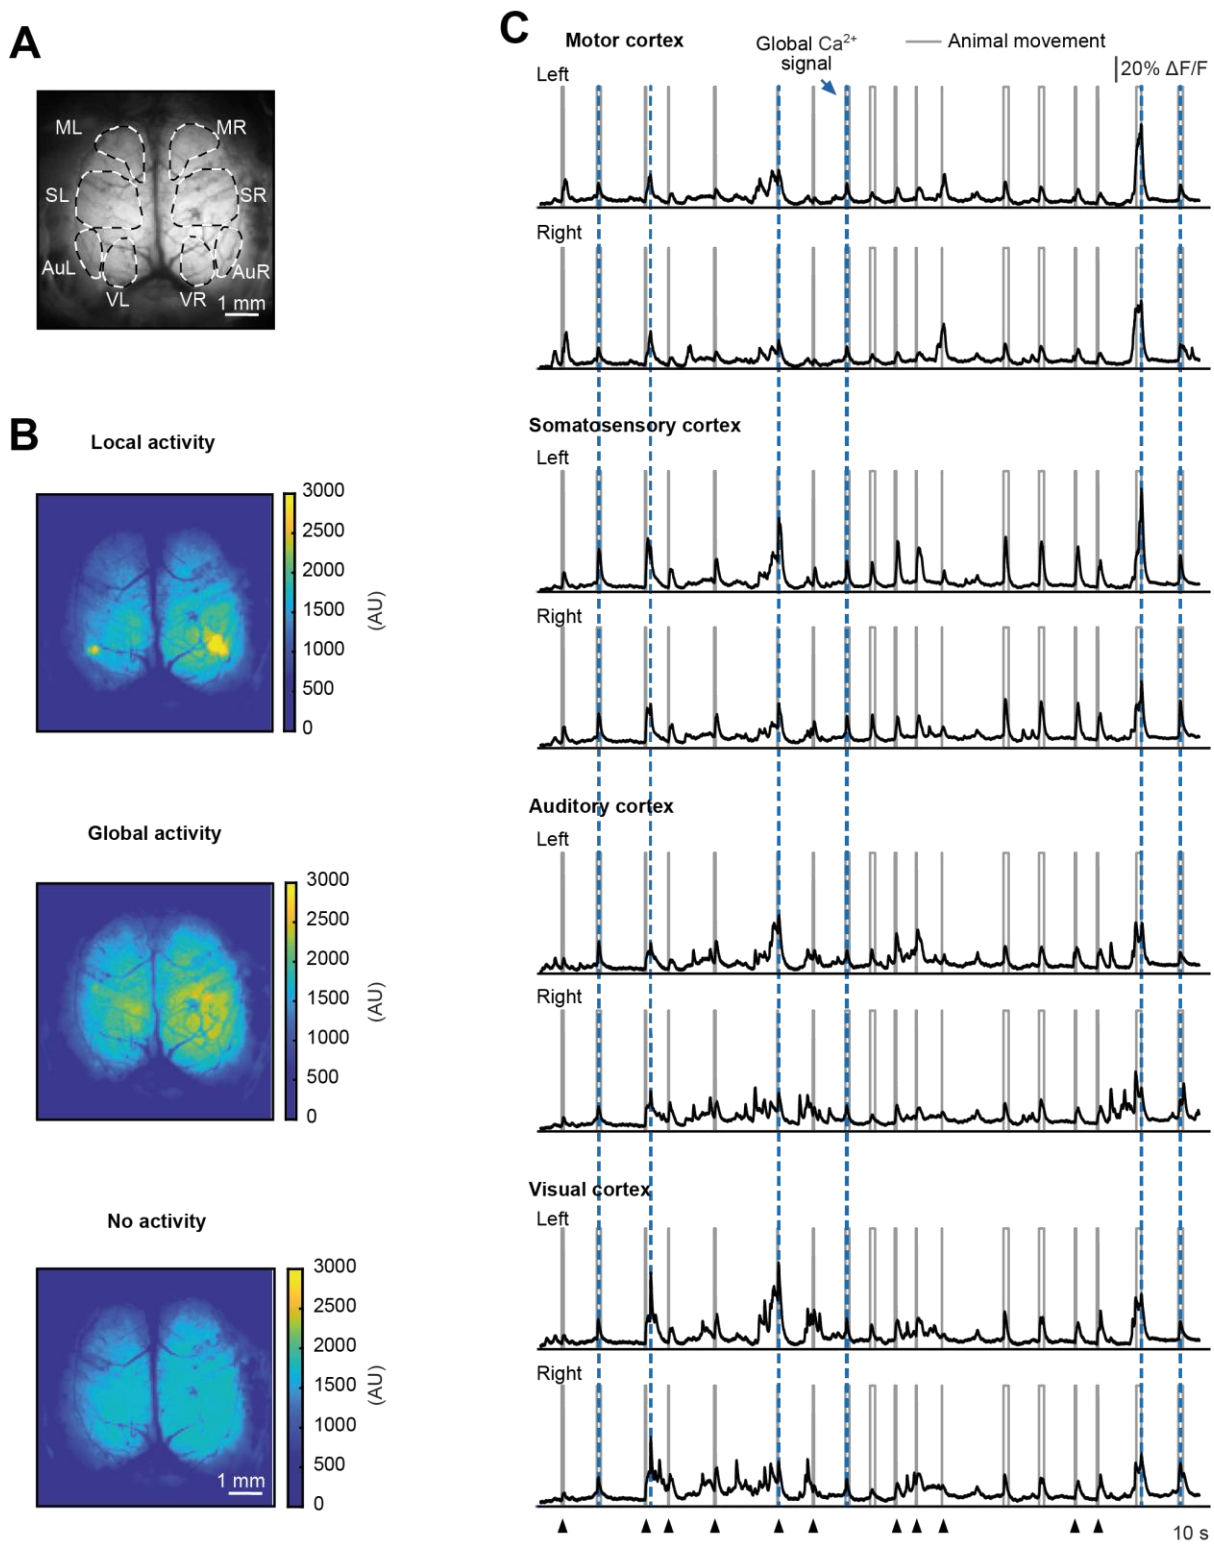 A
ML
MR
SL
SR
AuL
AuR
VL
VR
1 mm
B
Local activity
3000
2500
2000
1500
1000
500
0
(AU)
Global activity
3000
2500
2000
1500
1000
500
0
(AU)
No activity
3000
2500
2000
1500
1000
500
0
(AU)
1 mm
C
Motor cortex
Global Ca²⁺
signal
Animal movement
20% ΔF/F
Left
Right
Somatosensory cortex
Left
Right
Auditory cortex
Left
Right
Visual cortex
Left
Right
10 s